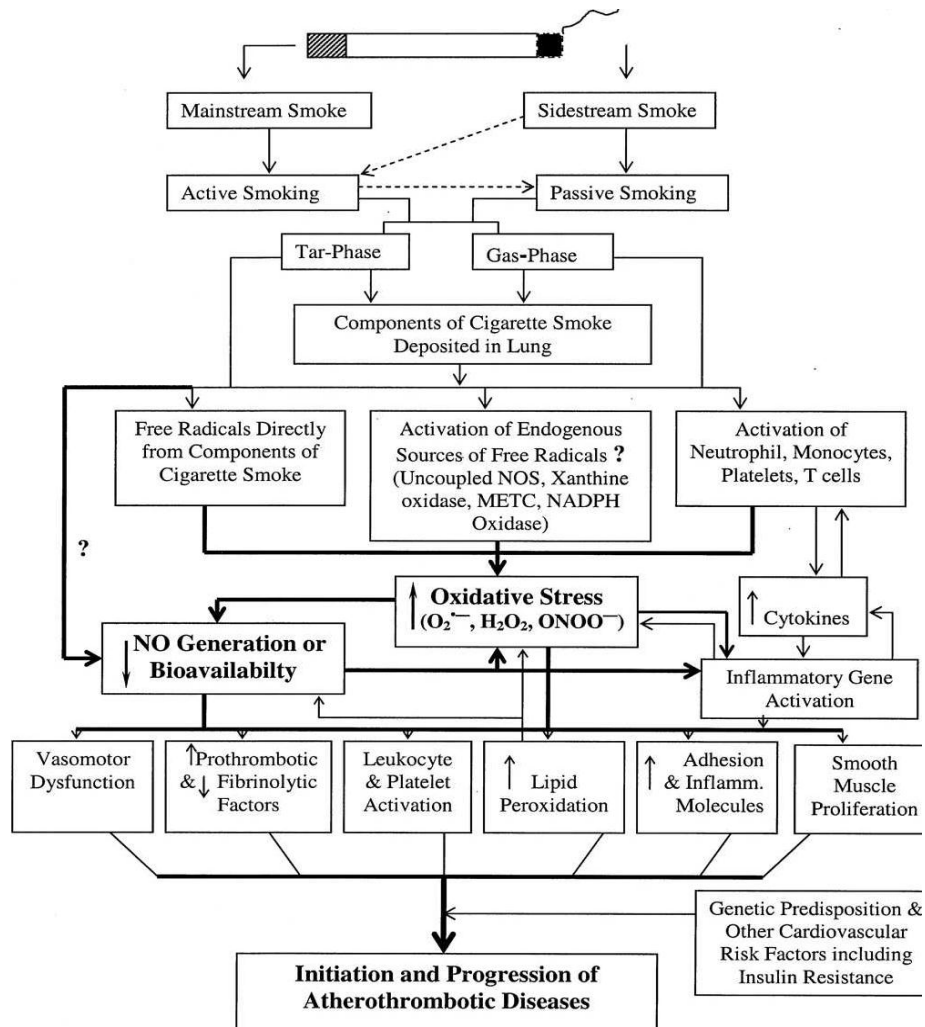 Mainstream Smoke
Sidestream Smoke
Active Smoking
Passive Smoking
Tar-Phase
Gas-Phase
Components of Cigarette Smoke
Deposited in Lung
Free Radicals Directly
from Components of
Cigarette Smoke
Activation of Endogenous
Sources of Free Radicals ?
(Uncoupled NOS, Xanthine
oxidase, METC, NADPH
Oxidase)
Activation of
Neutrophil, Monocytes,
Platelets, T cells
?
↑ Oxidative Stress
(O₂•—, H₂O₂, ONOO—)
↑ Cytokines
↓ NO Generation or
Bioavailabilty
Inflammatory Gene
Activation
Vasomotor
Dysfunction
↑ Prothrombotic
& ↓ Fibrinolytic
Factors
Leukocyte
& Platelet
Activation
↑ Lipid
Peroxidation
↑ Adhesion
& Inflamm.
Molecules
Smooth
Muscle
Proliferation
Genetic Predisposition &
Other Cardiovascular
Risk Factors including
Insulin Resistance
Initiation and Progression of
Atherothrombotic Diseases